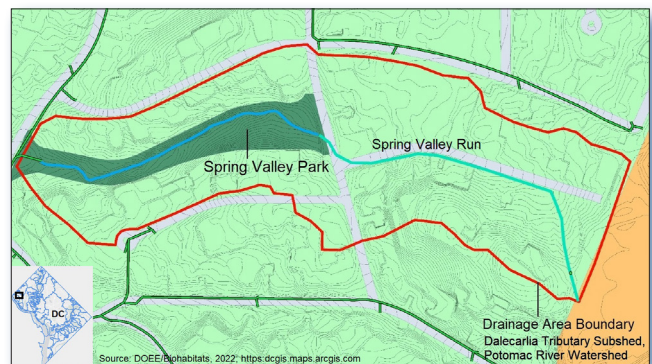 Spring Valley Run
Spring Valley Park
DC
Drainage Area Boundary
Dalecarlia Tributary Subshed,
Potomac River Watershed
Source: DOEE/Biohabitats, 2022; https:dcgis.maps.arcgis.com